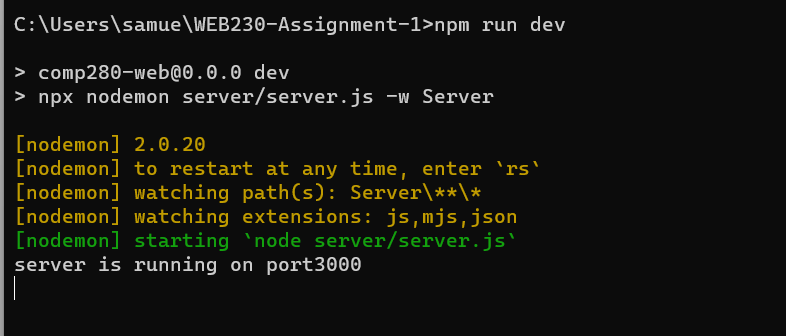 C:\Users\samue\WEB230-Assignment-1>npm run dev
> comp280-web@0.0.0 dev
> npx nodemon server/server.js -w Server
[nodemon] 2.0.20
[nodemon] to restart at any time, enter `rs`
[nodemon] watching path(s): Server\**\*
[nodemon] watching extensions: js,mjs,json
[nodemon] starting `node server/server.js`
server is running on port3000